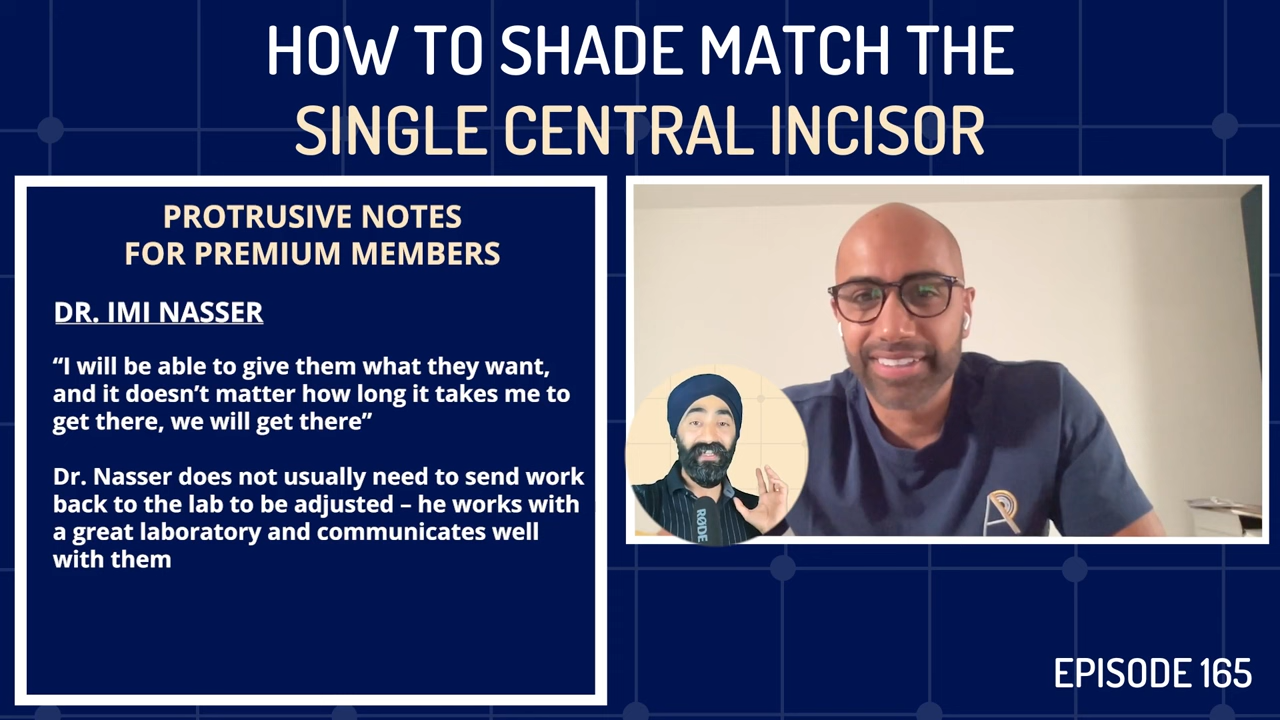 HOW TO SHADE MATCH THE
SINGLE CENTRAL INCISOR
PROTRUSIVE NOTES
FOR PREMIUM MEMBERS
DR. IMI NASSER
“I will be able to give them what they want,
and it doesn’t matter how long it takes me to
get there, we will get there”
Dr. Nasser does not usually need to send work
back to the lab to be adjusted – he works with
a great laboratory and communicates well
with them
RØDE
EPISODE 165